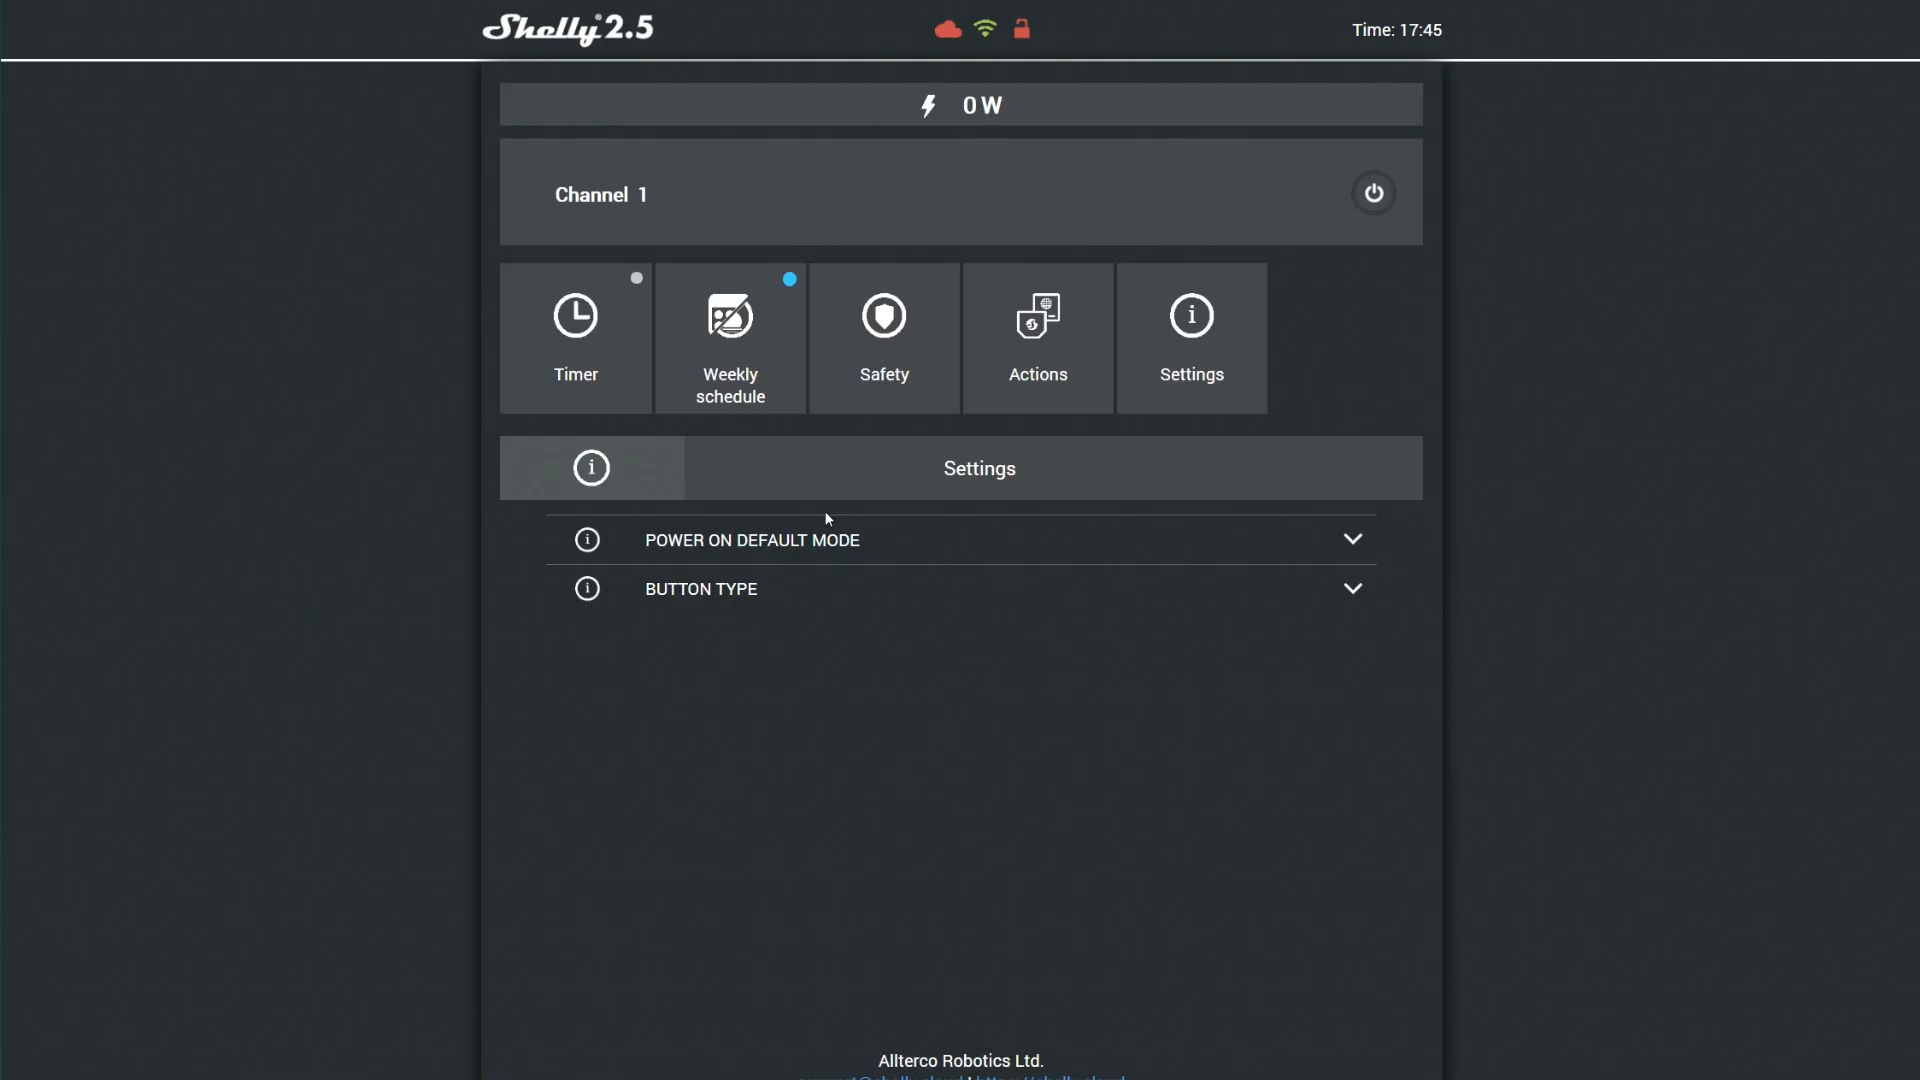 Shelly® 2.5
Time: 17:45
0 W
Channel 1
Timer
Weekly
schedule
Safety
Actions
Settings
Settings
POWER ON DEFAULT MODE
BUTTON TYPE
Allterco Robotics Ltd.